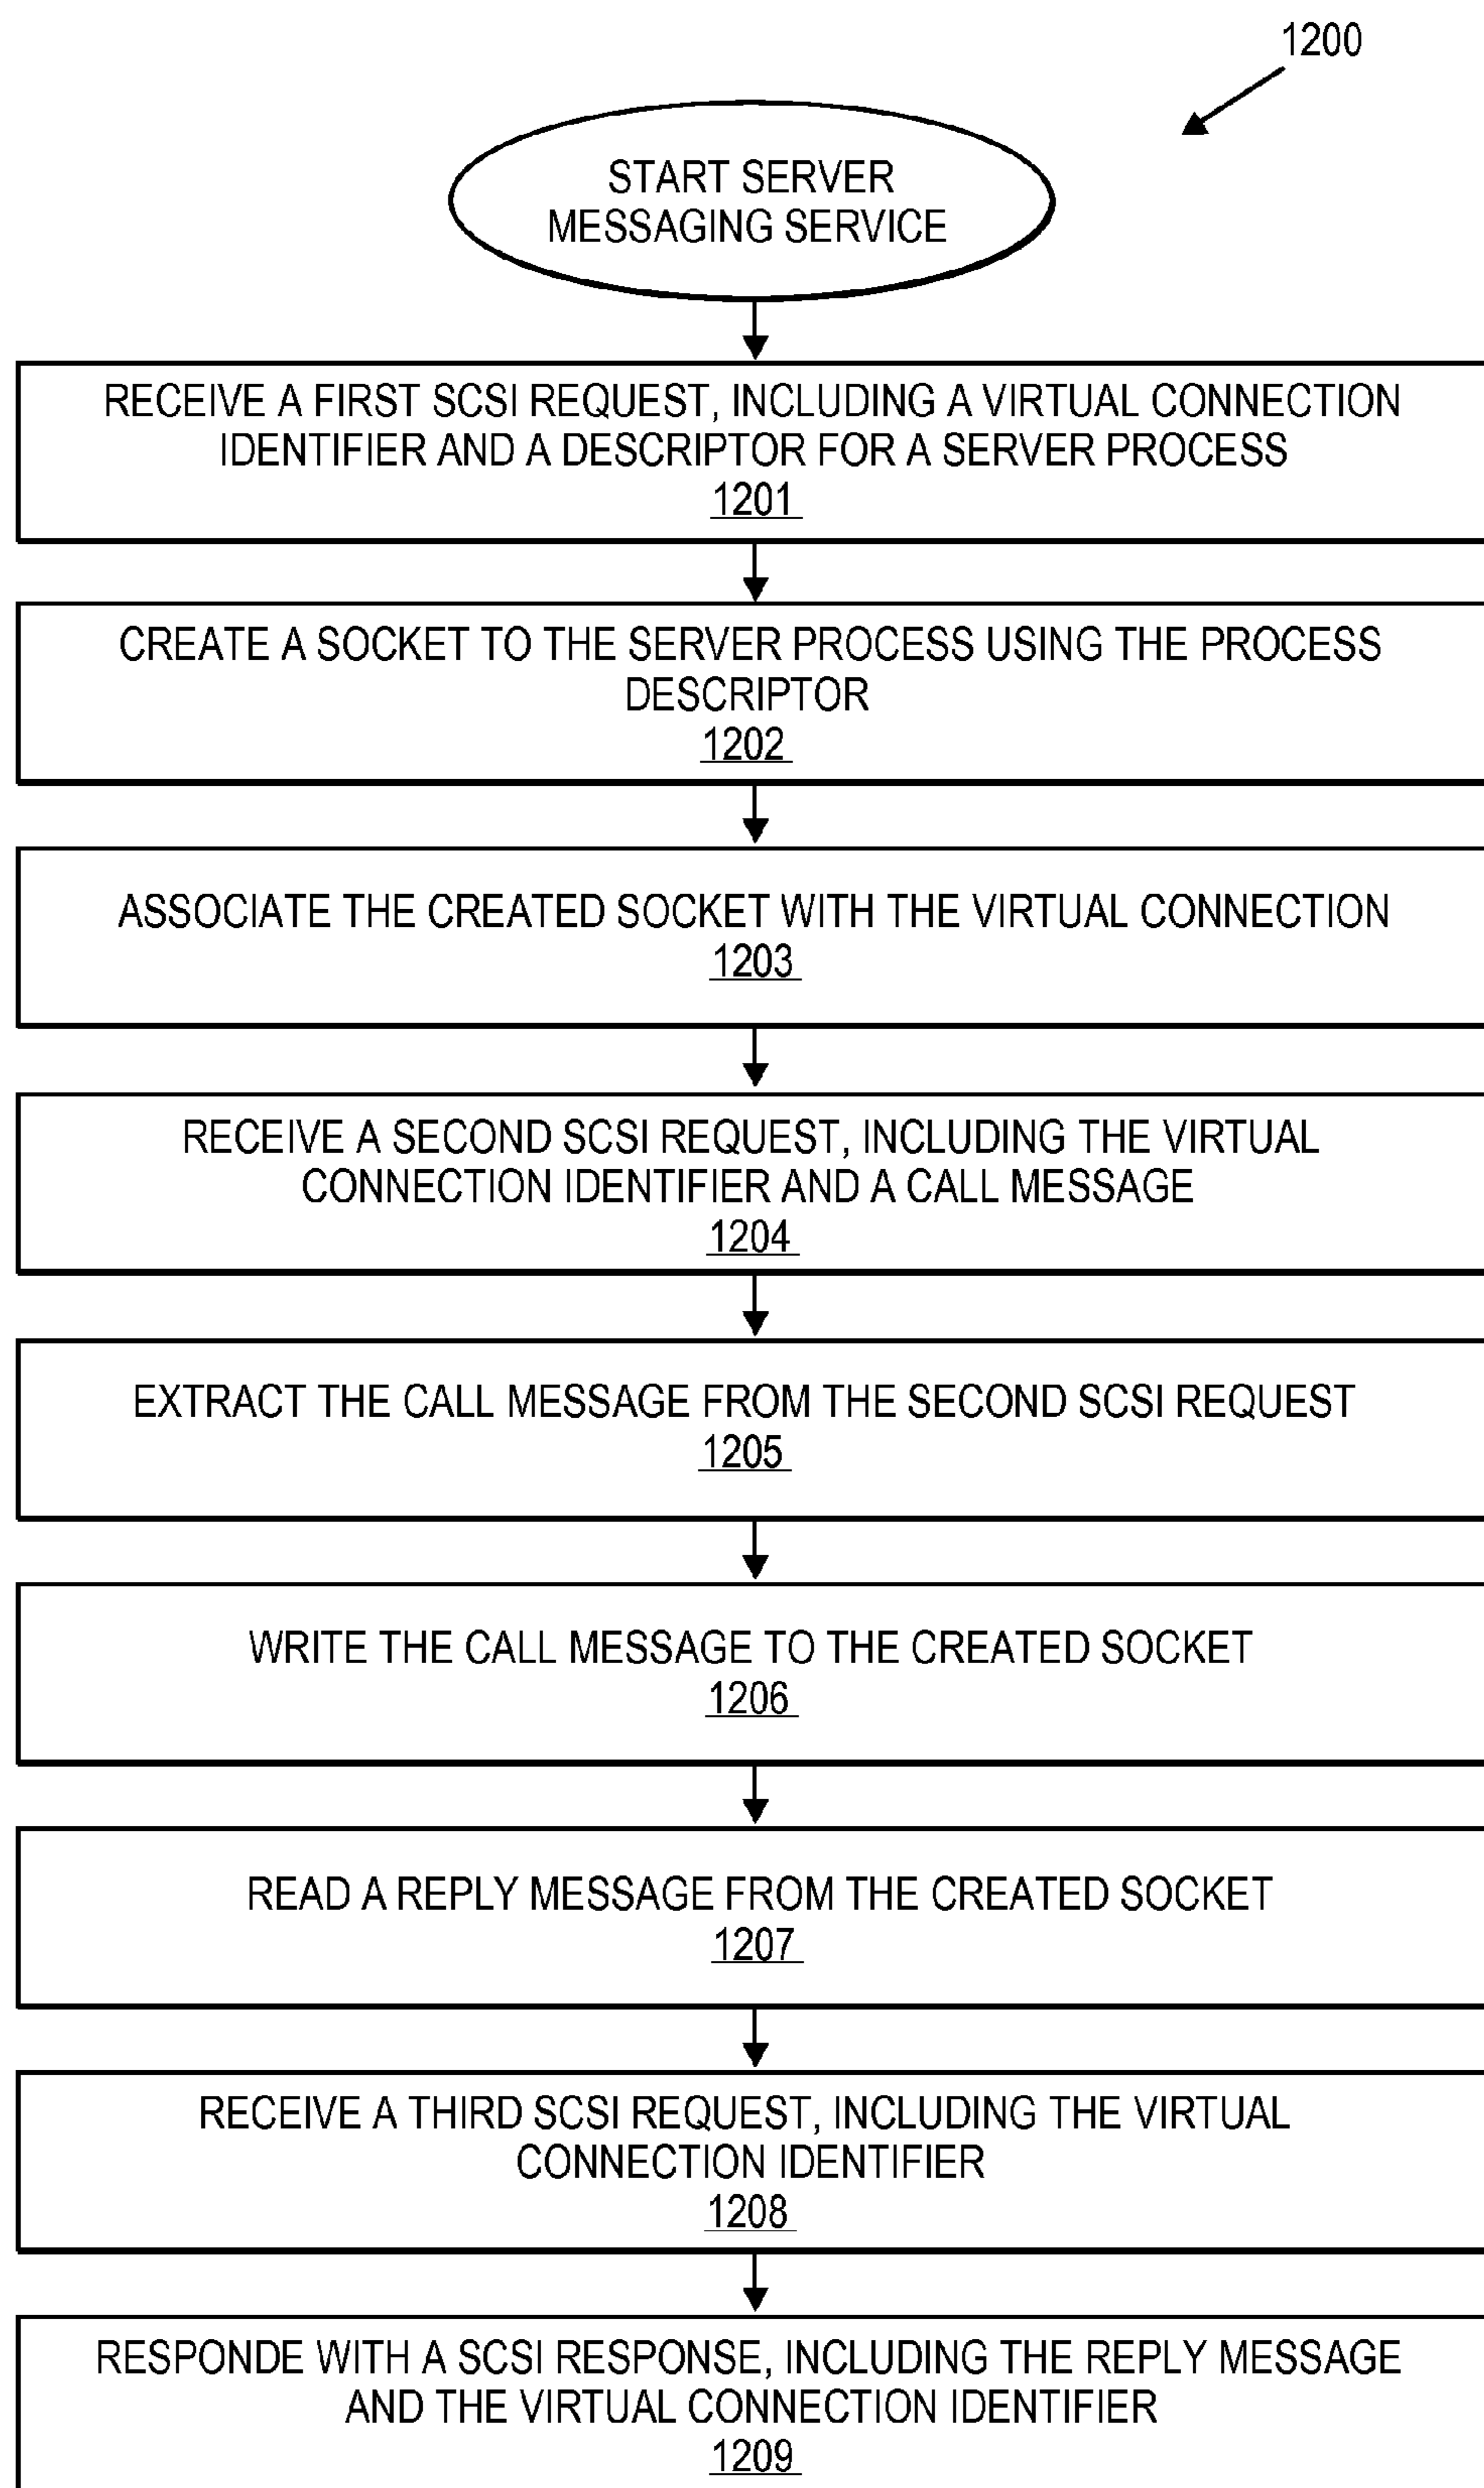 1200
START SERVER
MESSAGING SERVICE
RECEIVE A FIRST SCSI REQUEST, INCLUDING A VIRTUAL CONNECTION
IDENTIFIER AND A DESCRIPTOR FOR A SERVER PROCESS
1201
CREATE A SOCKET TO THE SERVER PROCESS USING THE PROCESS
DESCRIPTOR
1202
ASSOCIATE THE CREATED SOCKET WITH THE VIRTUAL CONNECTION
1203
RECEIVE A SECOND SCSI REQUEST, INCLUDING THE VIRTUAL
CONNECTION IDENTIFIER AND A CALL MESSAGE
1204
EXTRACT THE CALL MESSAGE FROM THE SECOND SCSI REQUEST
1205
WRITE THE CALL MESSAGE TO THE CREATED SOCKET
1206
READ A REPLY MESSAGE FROM THE CREATED SOCKET
1207
RECEIVE A THIRD SCSI REQUEST, INCLUDING THE VIRTUAL
CONNECTION IDENTIFIER
1208
RESPONDE WITH A SCSI RESPONSE, INCLUDING THE REPLY MESSAGE
AND THE VIRTUAL CONNECTION IDENTIFIER
1209